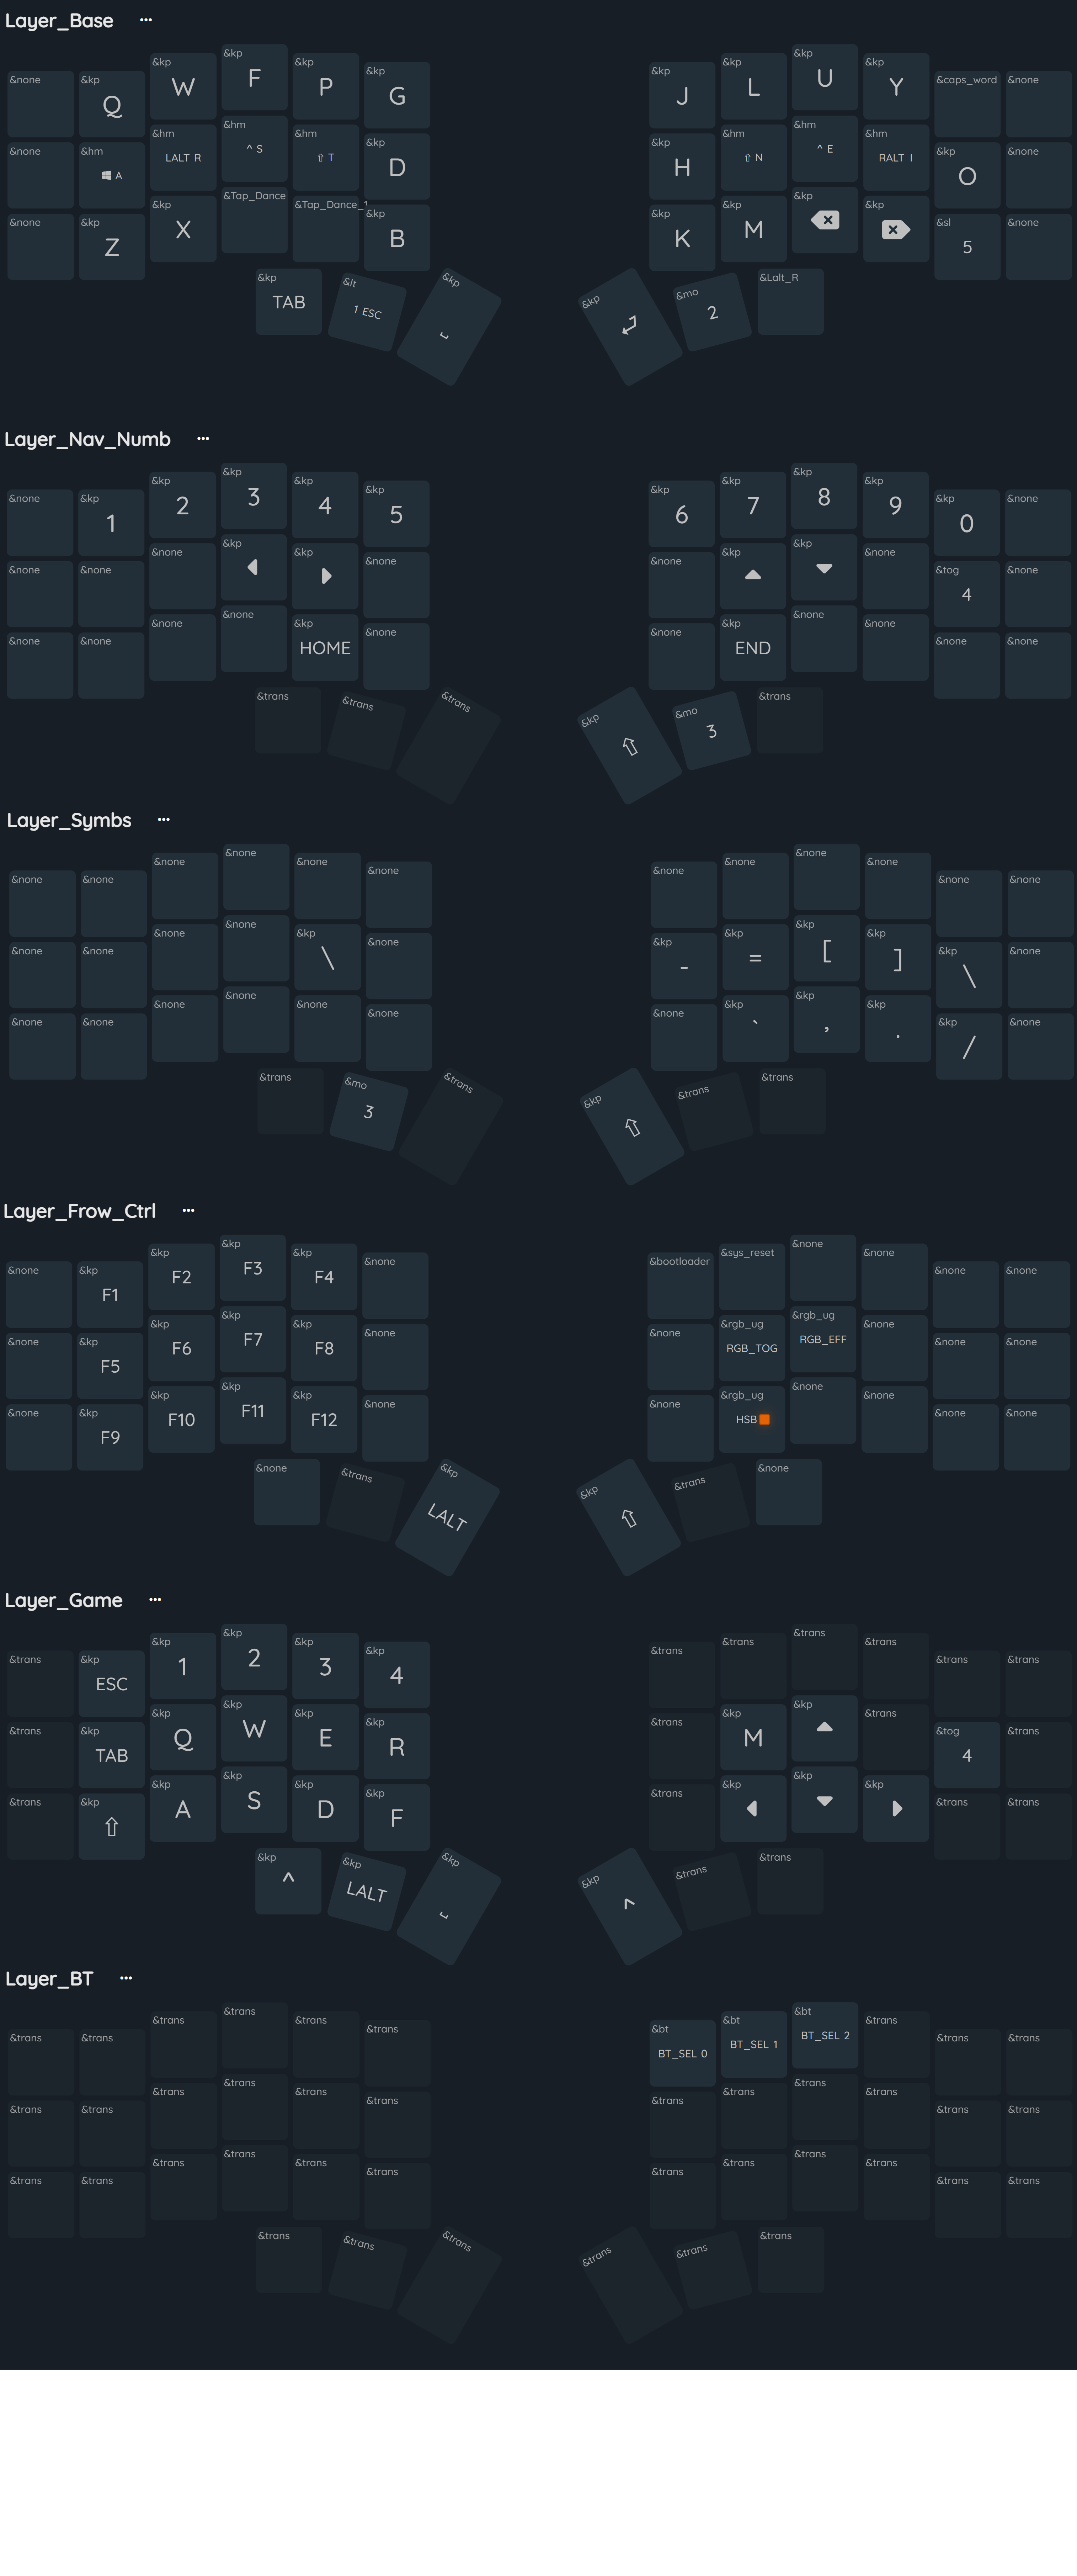 Layer_Base ...
&none &kp Q &kp W &kp F &kp P &kp G &kp J &kp L &kp U &kp Y &caps_word &none
&none &hm A &hm LALT R &hm ^ S &hm ⇧ T &kp D &kp H &hm ⇧ N &hm ^ E &hm RALT I &kp O &none
&none &kp Z &kp X &Tap_Dance &Tap_Dance_1 &kp B &kp K &kp M &kp &kp &sl 5 &none
&kp TAB &lt 1 ESC &kp ␣ &kp ⏎ &mo 2 &Lalt_R
Layer_Nav_Numb ...
&none &kp 1 &kp 2 &kp 3 &kp 4 &kp 5 &kp 6 &kp 7 &kp 8 &kp 9 &kp 0 &none
&none &none &none &kp &kp &none &none &kp &kp &none &tog 4 &none
&none &none &none &none &kp HOME &none &none &kp END &none &none &none &none
&trans &trans &trans &kp ⇧ &mo 3 &trans
Layer_Symbs ...
&none &none &none &none &none &none &none &none &none &none &none &none
&none &none &none &none &kp \ &none &kp - &kp = &kp [ &kp ] &kp \ &none
&none &none &none &none &none &none &none &kp ` &kp , &kp . &kp / &none
&trans &mo 3 &trans &kp ⇧ &trans &trans
Layer_Frow_Ctrl ...
&none &kp F1 &kp F2 &kp F3 &kp F4 &none &bootloader &sys_reset &none &none &none &none
&none &kp F5 &kp F6 &kp F7 &kp F8 &none &none &rgb_ug RGB_TOG &rgb_ug RGB_EFF &none &none &none
&none &kp F9 &kp F10 &kp F11 &kp F12 &none &none &rgb_ug HSB &none &none &none &none
&none &trans &kp LALT &kp ⇧ &trans &none
Layer_Game ...
&trans &kp ESC &kp 1 &kp 2 &kp 3 &kp 4 &trans &trans &trans &trans &trans &trans
&trans &kp TAB &kp Q &kp W &kp E &kp R &trans &kp M &kp &trans &tog 4 &trans
&trans &kp ⇧ &kp A &kp S &kp D &kp F &trans &kp &kp &kp &trans &trans
&kp ^ &kp LALT &kp ␣ &kp ^ &trans &trans
Layer_BT ...
&trans &trans &trans &trans &trans &trans &bt BT_SEL 0 &bt BT_SEL 1 &bt BT_SEL 2 &trans &trans &trans
&trans &trans &trans &trans &trans &trans &trans &trans &trans &trans &trans &trans
&trans &trans &trans &trans &trans &trans &trans &trans &trans &trans &trans &trans
&trans &trans &trans &trans &trans &trans